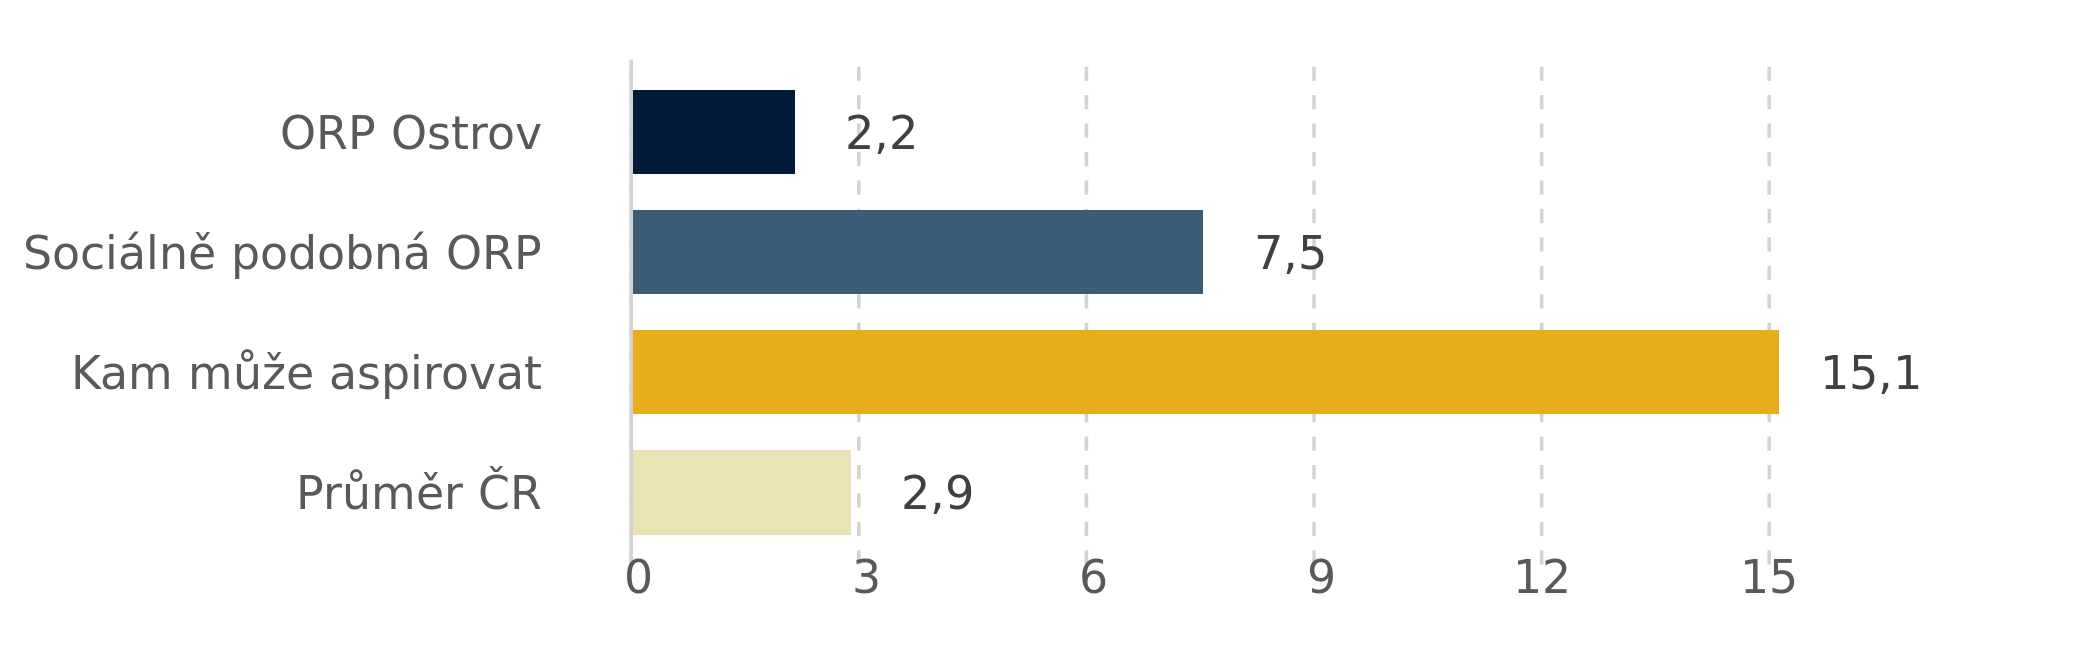 ORP Ostrov 2,2
Sociálně podobná ORP 7,5
Kam může aspirovat 15,1
Průměr ČR 2,9
0 3 6 9 12 15